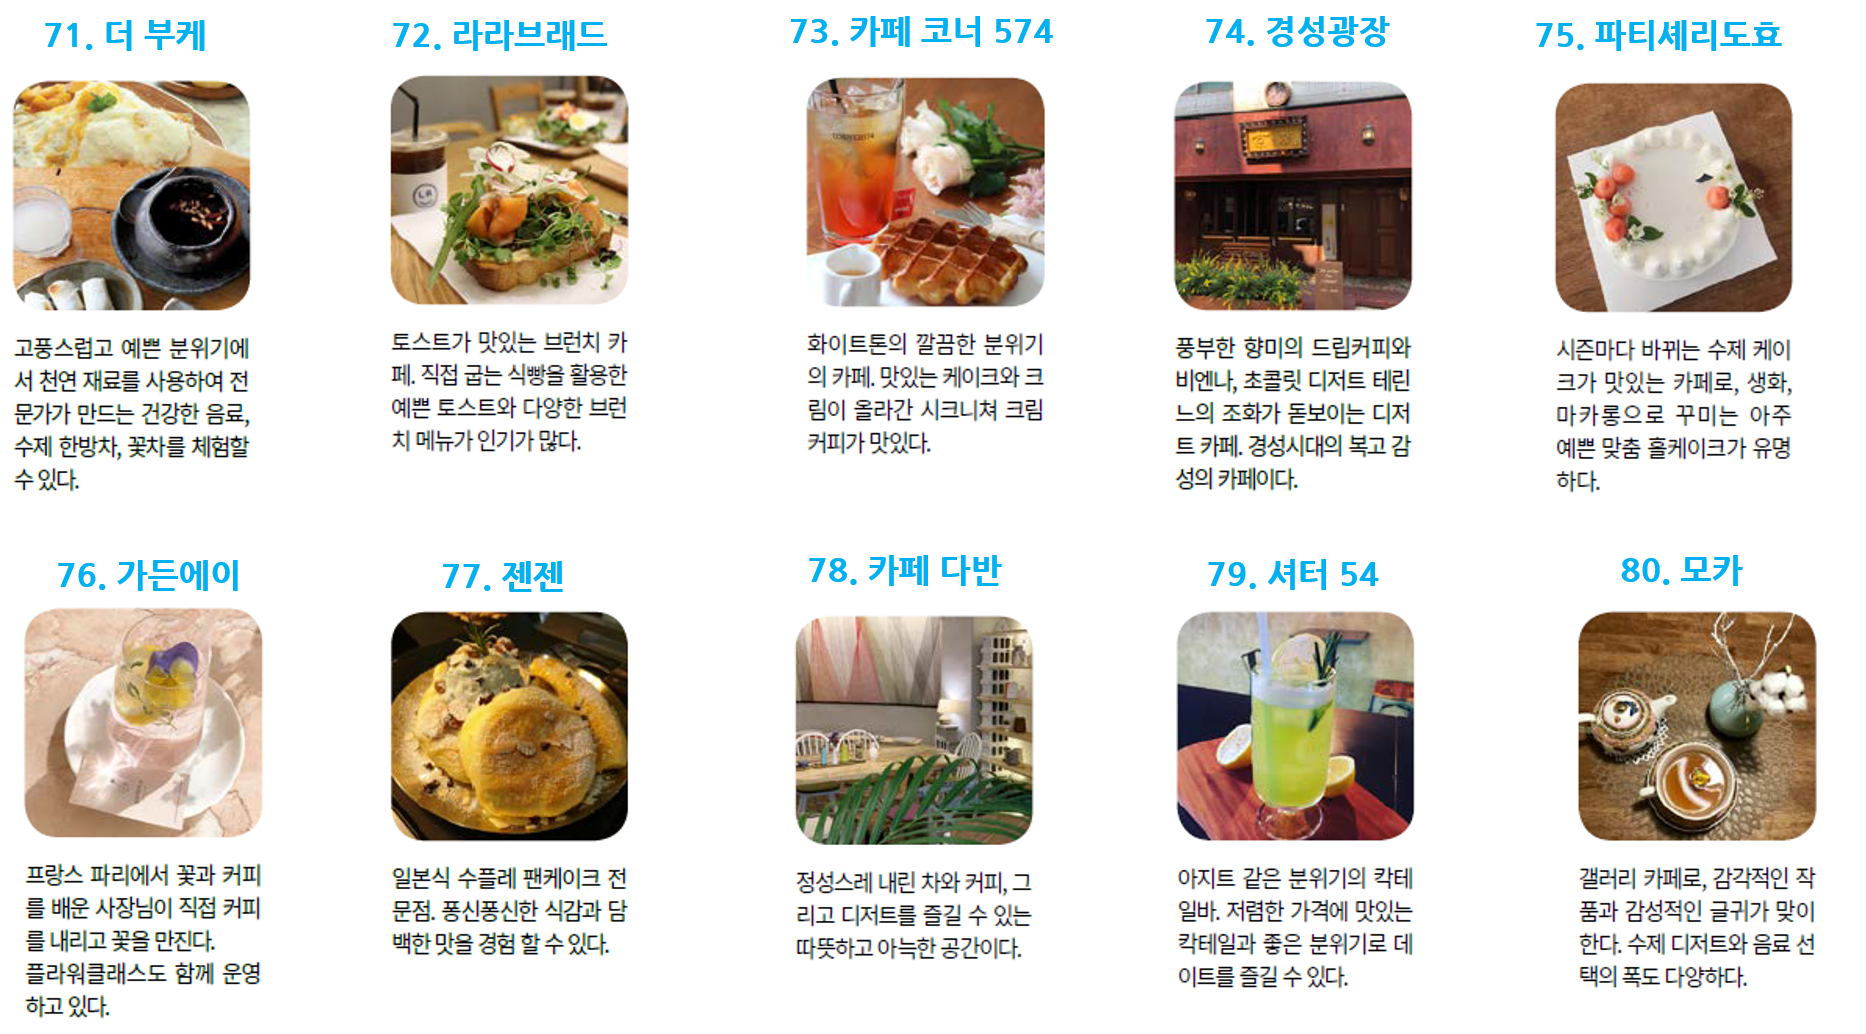 71. 더 부케
72. 라라브래드
73. 카페 코너 574
74. 경성광장
75. 파티셰리도효
고풍스럽고 예쁜 분위기에
서 천연 재료를 사용하여 전
문가가 만드는 건강한 음료,
수제 한방차, 꽃차를 체험할
수 있다.
토스트가 맛있는 브런치 카
페. 직접 굽는 식빵을 활용한
예쁜 토스트와 다양한 브런
치 메뉴가 인기가 많다.
화이트톤의 깔끔한 분위기
의 카페. 맛있는 케이크와 크
림이 올라간 시크니쳐 크림
커피가 맛있다.
풍부한 향미의 드립커피와
비엔나, 초콜릿 디저트 테린
느의 조화가 돋보이는 디저
트 카페. 경성시대의 복고 감
성의 카페이다.
시즌마다 바뀌는 수제 케이
크가 맛있는 카페로, 생화,
마카롱으로 꾸미는 아주
예쁜 맞춤 홀케이크가 유명
하다.
76. 가든에이
77. 젠젠
78. 카페 다반
79. 셔터 54
80. 모카
프랑스 파리에서 꽃과 커피
를 배운 사장님이 직접 커피
를 내리고 꽃을 만진다.
플라워클래스도 함께 운영
하고 있다.
일본식 수플레 팬케이크 전
문점. 풍신풍신한 식감과 담
백한 맛을 경험 할 수 있다.
정성스레 내린 차와 커피, 그
리고 디저트를 즐길 수 있는
따뜻하고 아늑한 공간이다.
아지트 같은 분위기의 칵테
일바. 저렴한 가격에 맛있는
칵테일과 좋은 분위기로 데
이트를 즐길 수 있다.
갤러리 카페로, 감각적인 작
품과 감성적인 글귀가 맞이
한다. 수제 디저트와 음료 선
택의 폭도 다양하다.